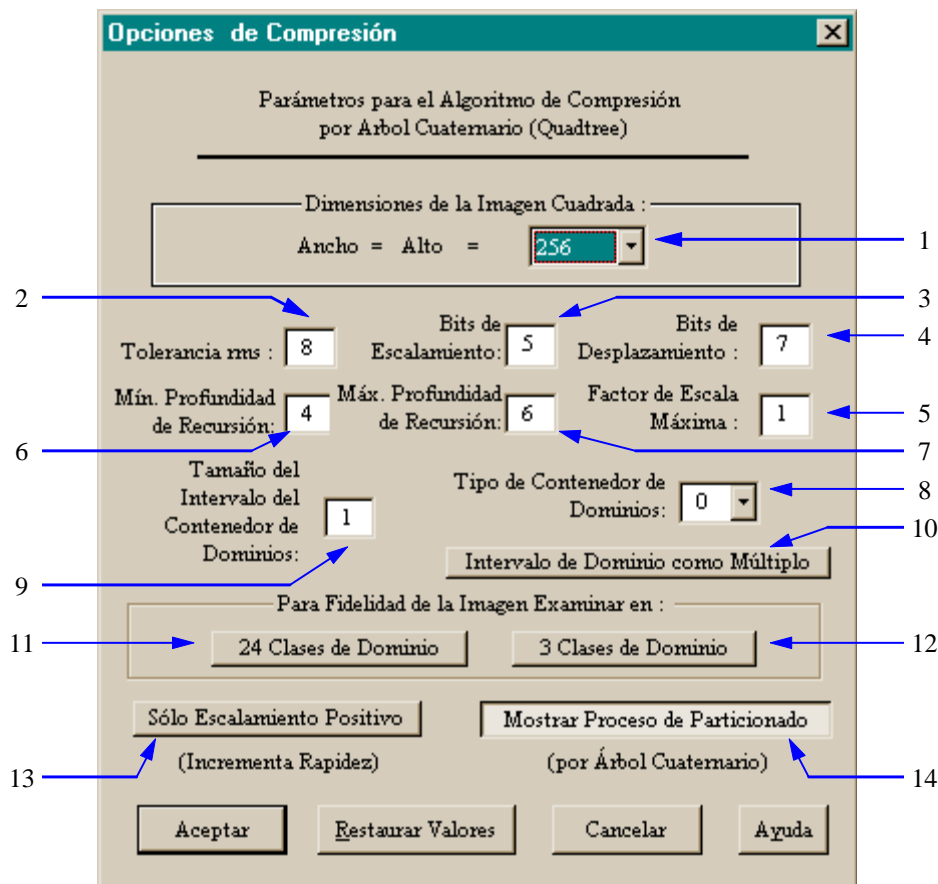 Opciones de Compresión
Parámetros para el Algoritmo de Compresión
por Arbol Cuaternario (Quadtree)
Dimensiones de la Imagen Cuadrada :
Ancho = Alto = 256
1
2
3
4
Tolerancia rms : 8
Bits de
Escalamiento: 5
Bits de
Desplazamiento : 7
Mín. Profundidad
de Recursión: 4
Máx. Profundidad
de Recursión: 6
Factor de Escala
Máxima : 1
5
6
7
Tamaño del
Intervalo del
Contenedor de
Dominios: 1
Tipo de Contenedor de
Dominios: 0
8
9
10
Intervalo de Dominio como Múltiplo
Para Fidelidad de la Imagen Examinar en :
11
24 Clases de Dominio
3 Clases de Dominio
12
Sólo Escalamiento Positivo
Mostrar Proceso de Particionado
13
(Incrementa Rapidez)
(por Árbol Cuaternario)
14
Aceptar
Restaurar Valores
Cancelar
Ayuda